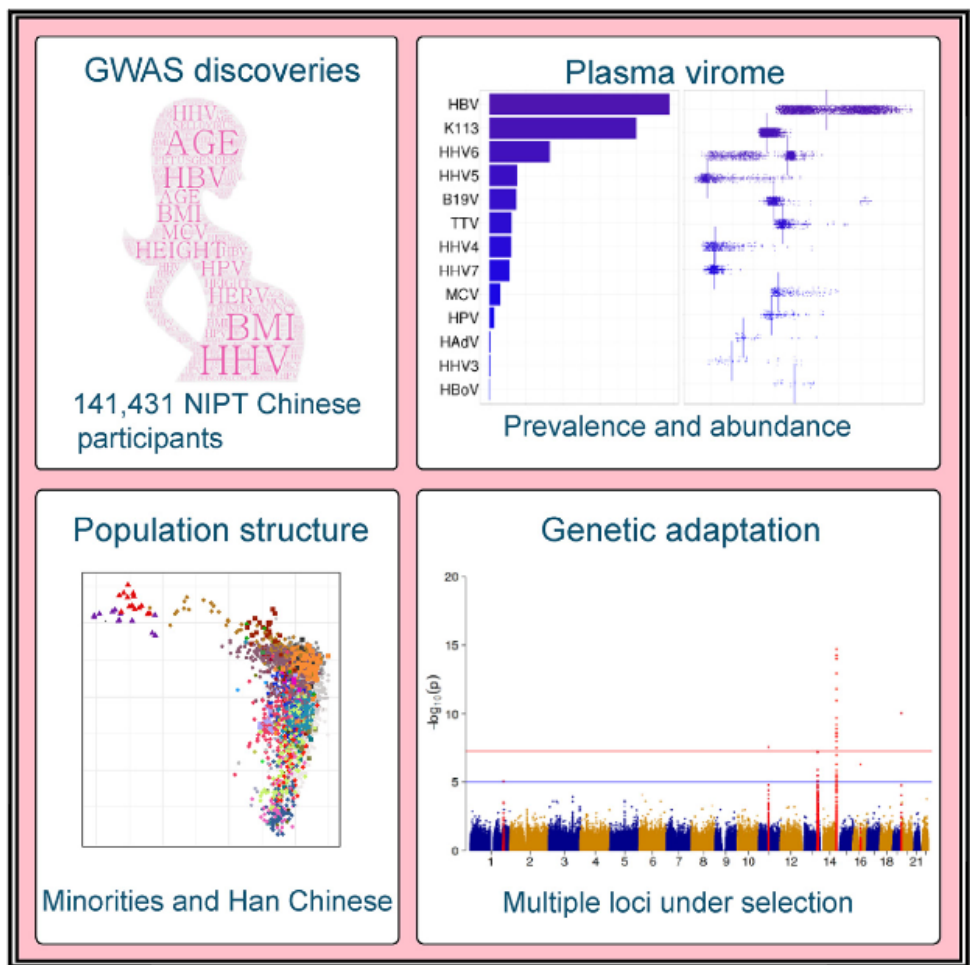 GWAS discoveries
HHV
AGE
HBV
AGE
BMI
MCV
HEIGHT
HPV
HEIGHT
HERV
BMI
HHV
141,431 NIPT Chinese
participants
Plasma virome
HBV
K113
HHV6
HHV5
B19V
TTV
HHV4
HHV7
MCV
HPV
HAdV
HHV3
HBoV
Prevalence and abundance
Population structure
Minorities and Han Chinese
Genetic adaptation
20
15
10
5
0
-log10(p)
1 2 3 4 5 6 7 8 9 10 12 14 16 18 21
Multiple loci under selection